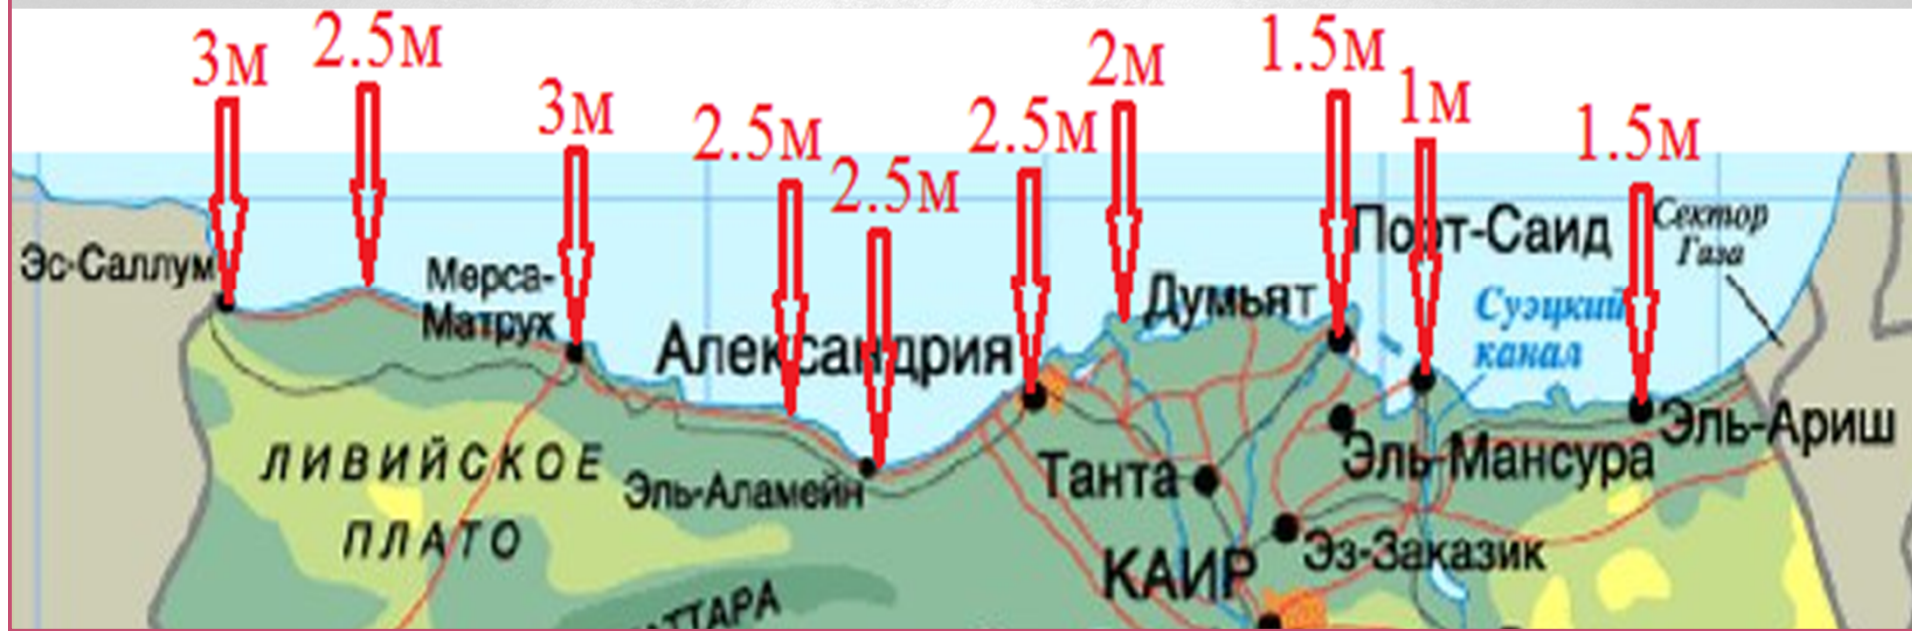 3м
2.5м
3м
2.5м
2.5м
2.5м
2м
1.5м
1м
1.5м
Эс-Саллум
Мерса-
Матрух
Александрия
Думьят
Порт-Саид
Сектор
Газа
Суэцкий
канал
Эль-Ариш
ЛИВИЙСКОЕ
ПЛАТО
Эль-Аламейн
Танта
Эль-Мансура
Эз-Заказик
КАИР
АТТАРА